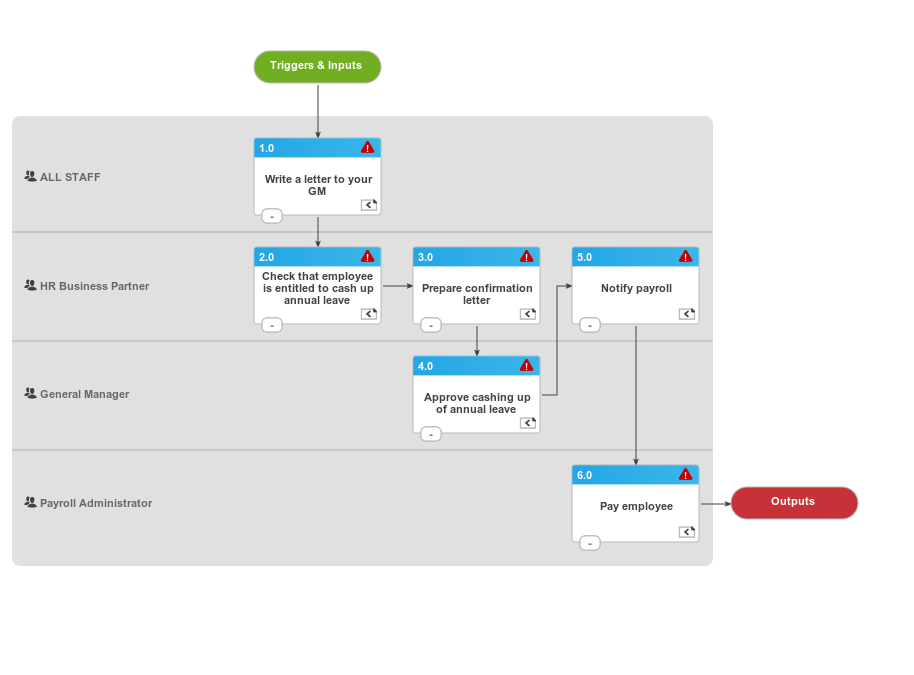 Triggers & Inputs
ALL STAFF
1.0
Write a letter to your
GM
-
HR Business Partner
2.0
Check that employee
is entitled to cash up
annual leave
-
3.0
Prepare confirmation
letter
-
5.0
Notify payroll
-
General Manager
4.0
Approve cashing up
of annual leave
-
Payroll Administrator
6.0
Pay employee
-
Outputs